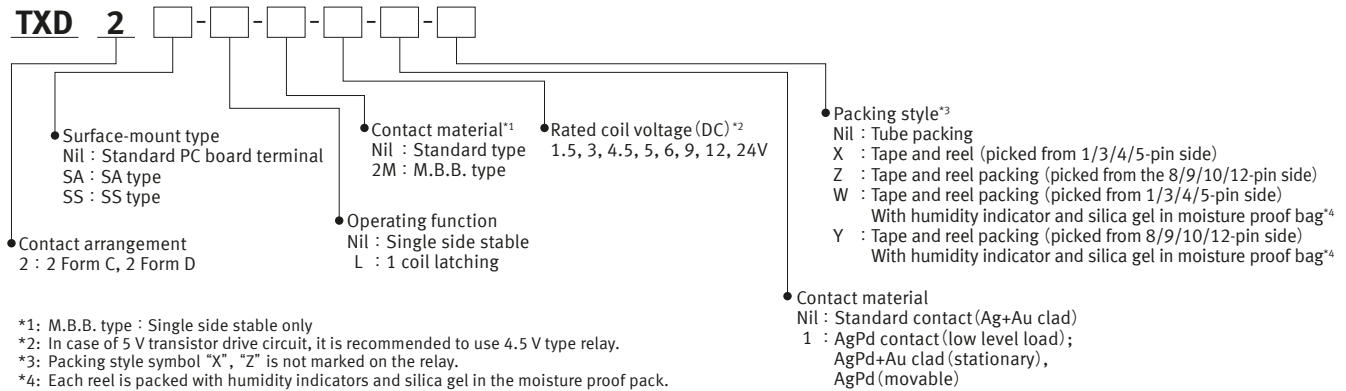 TXD 2 - - - - -
Surface-mount type
Nil : Standard PC board terminal
SA : SA type
SS : SS type
Contact arrangement
2 : 2 Form C, 2 Form D
Operating function
Nil : Single side stable
L : 1 coil latching
Contact material*1
Nil : Standard type
2M : M.B.B. type
Rated coil voltage (DC)*2
1.5, 3, 4.5, 5, 6, 9, 12, 24V
Packing style*3
Nil : Tube packing
X : Tape and reel (picked from 1/3/4/5-pin side)
Z : Tape and reel packing (picked from the 8/9/10/12-pin side)
W : Tape and reel packing (picked from 1/3/4/5-pin side)
With humidity indicator and silica gel in moisture proof bag*4
Y : Tape and reel packing (picked from 8/9/10/12-pin side)
With humidity indicator and silica gel in moisture proof bag*4
Contact material
Nil : Standard contact (Ag+Au clad)
1 : AgPd contact (low level load);
AgPd+Au clad (stationary),
AgPd (movable)
*1: M.B.B. type : Single side stable only
*2: In case of 5 V transistor drive circuit, it is recommended to use 4.5 V type relay.
*3: Packing style symbol “X”, “Z” is not marked on the relay.
*4: Each reel is packed with humidity indicators and silica gel in the moisture proof pack.